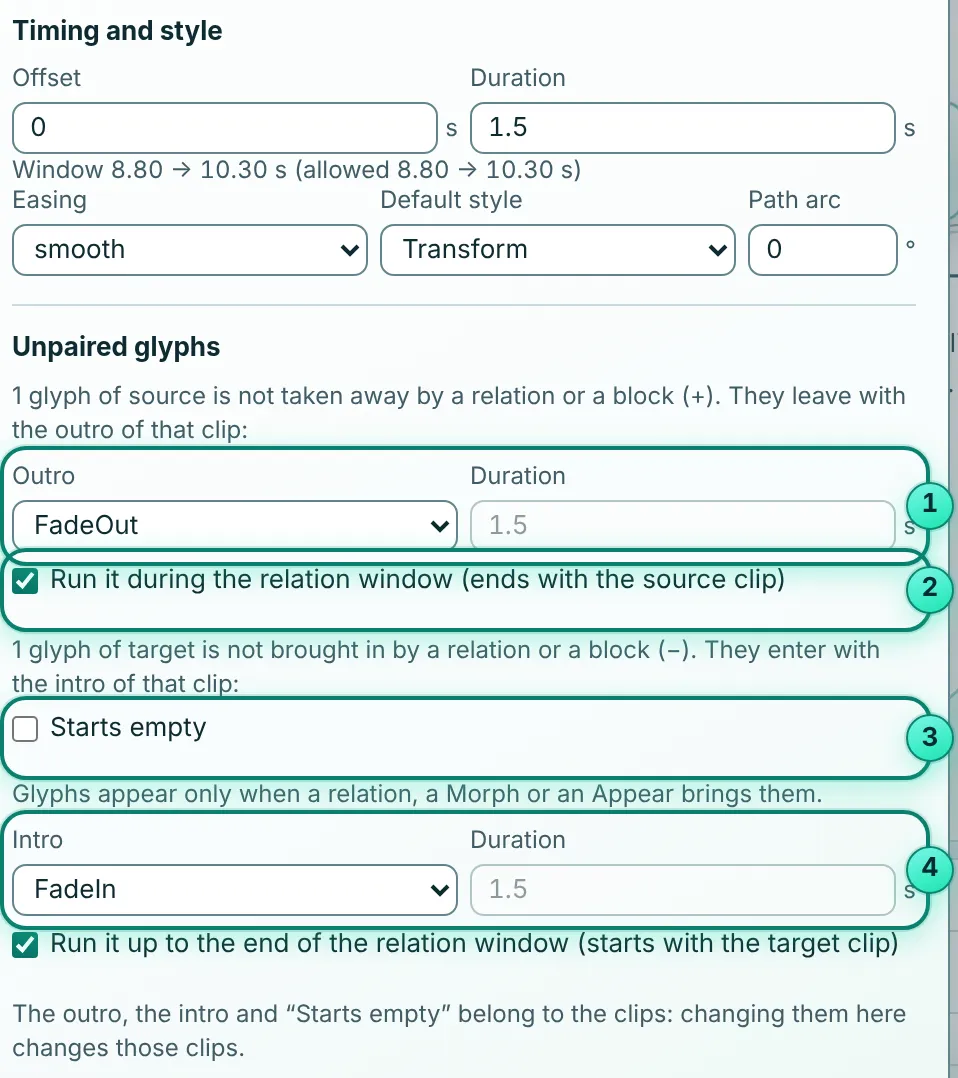 Timing and style
Offset
Duration
0
s
1.5
s
Window 8.80 → 10.30 s (allowed 8.80 → 10.30 s)
Easing
Default style
Path arc
smooth
Transform
0
°
Unpaired glyphs
1 glyph of source is not taken away by a relation or a block (+). They leave with
the outro of that clip:
Outro
Duration
1
FadeOut
1.5
s
Run it during the relation window (ends with the source clip)
2
1 glyph of target is not brought in by a relation or a block (−). They enter with
the intro of that clip:
Starts empty
3
Glyphs appear only when a relation, a Morph or an Appear brings them.
Intro
Duration
4
FadeIn
1.5
s
Run it up to the end of the relation window (starts with the target clip)
The outro, the intro and “Starts empty” belong to the clips: changing them here
changes those clips.